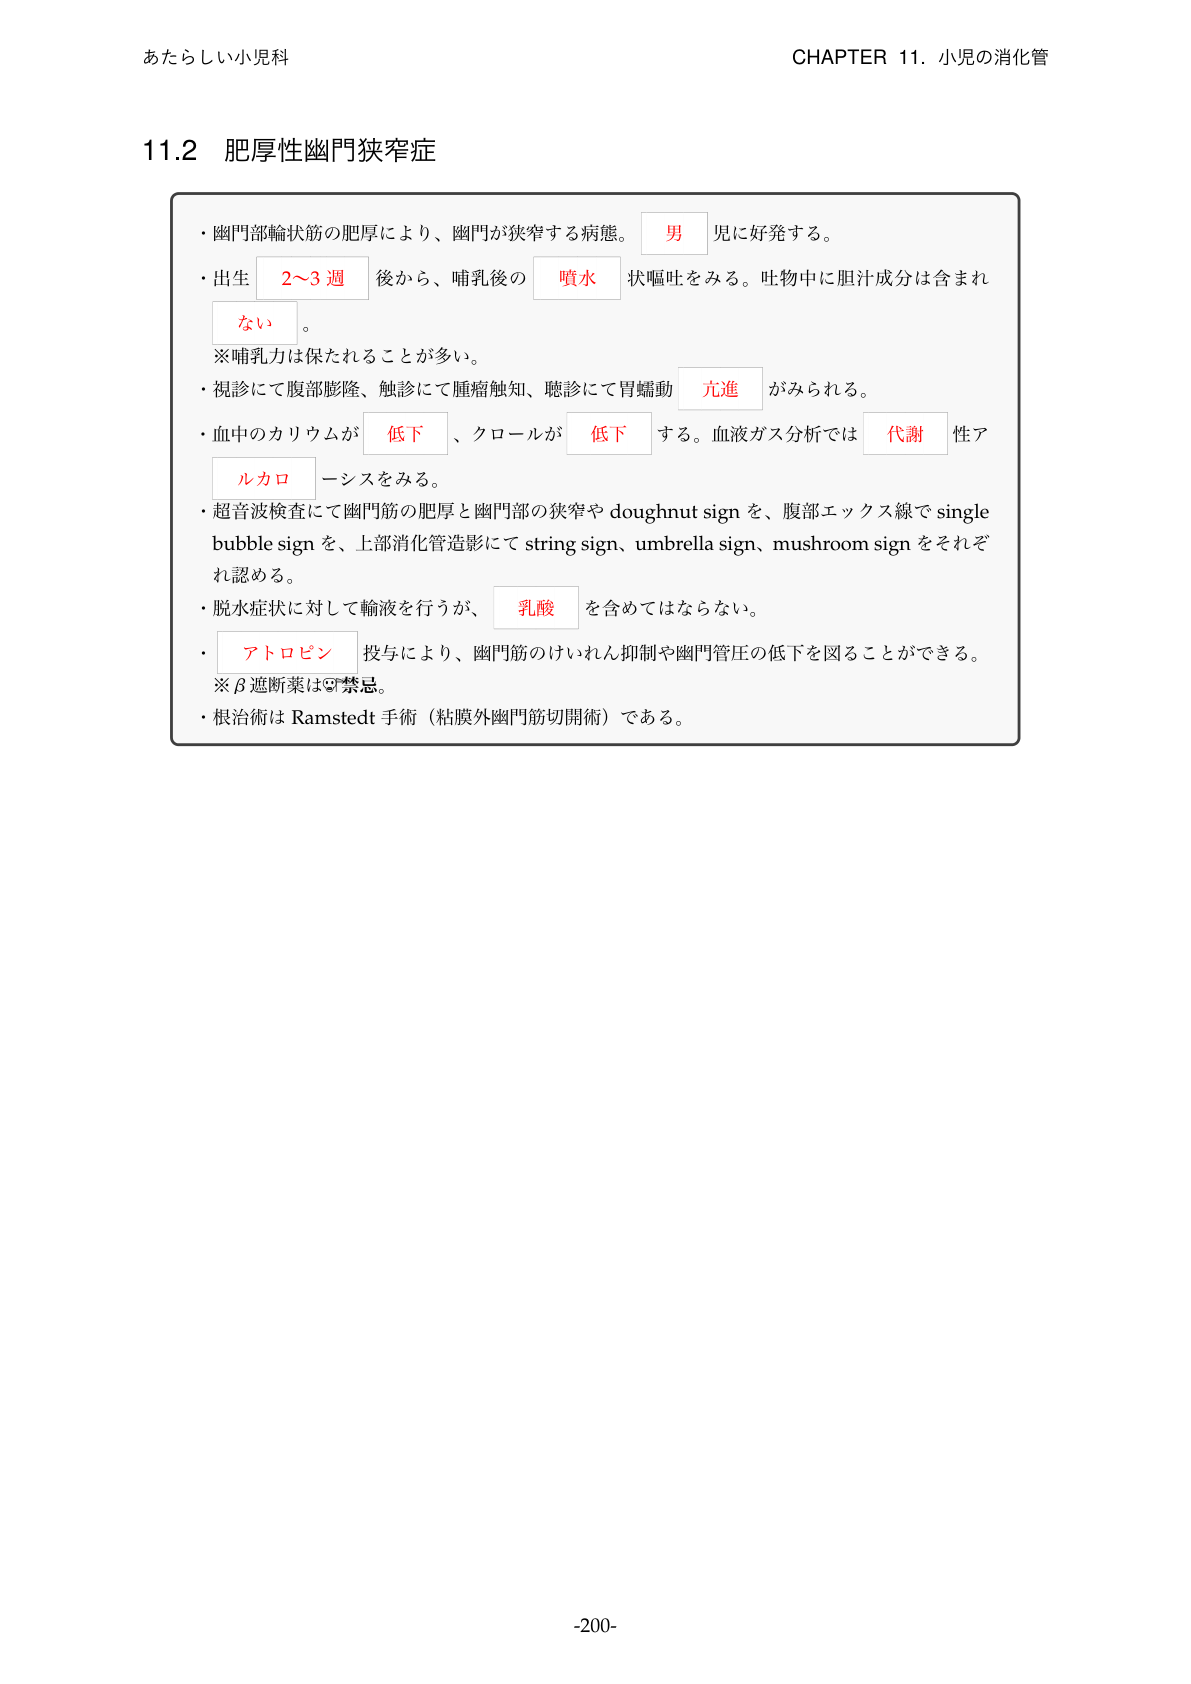 あたらしい小児科
CHAPTER 11. 小児の消化管
11.2 肥厚性幽門狭窄症
・幽門部輪状筋の肥厚により、幽門が狭窄する病態。 男 児に好発する。
・出生 2〜3 週 後から、哺乳後の 噴水 状嘔吐をみる。吐物中に胆汁成分は含まれ
ない 。
※哺乳力は保たれることが多い。
・視診にて腹部膨隆、触診にて腫瘤触知、聴診にて胃蠕動 亢進 がみられる。
・血中のカリウムが 低下 、クロールが 低下 する。血液ガス分析では 代謝 性ア
ルカロ ーシスをみる。
・超音波検査にて幽門筋の肥厚と幽門部の狭窄や doughnut sign を、腹部エックス線で single
bubble sign を、上部消化管造影にて string sign、umbrella sign、mushroom sign をそれぞ
れ認める。
・脱水症状に対して輸液を行うが、 乳酸 を含めてはならない。
・ アトロピン 投与により、幽門筋のけいれん抑制や幽門管圧の低下を図ることができる。
※ β 遮断薬は禁忌。
・根治術は Ramstedt 手術（粘膜外幽門筋切開術）である。
-200-